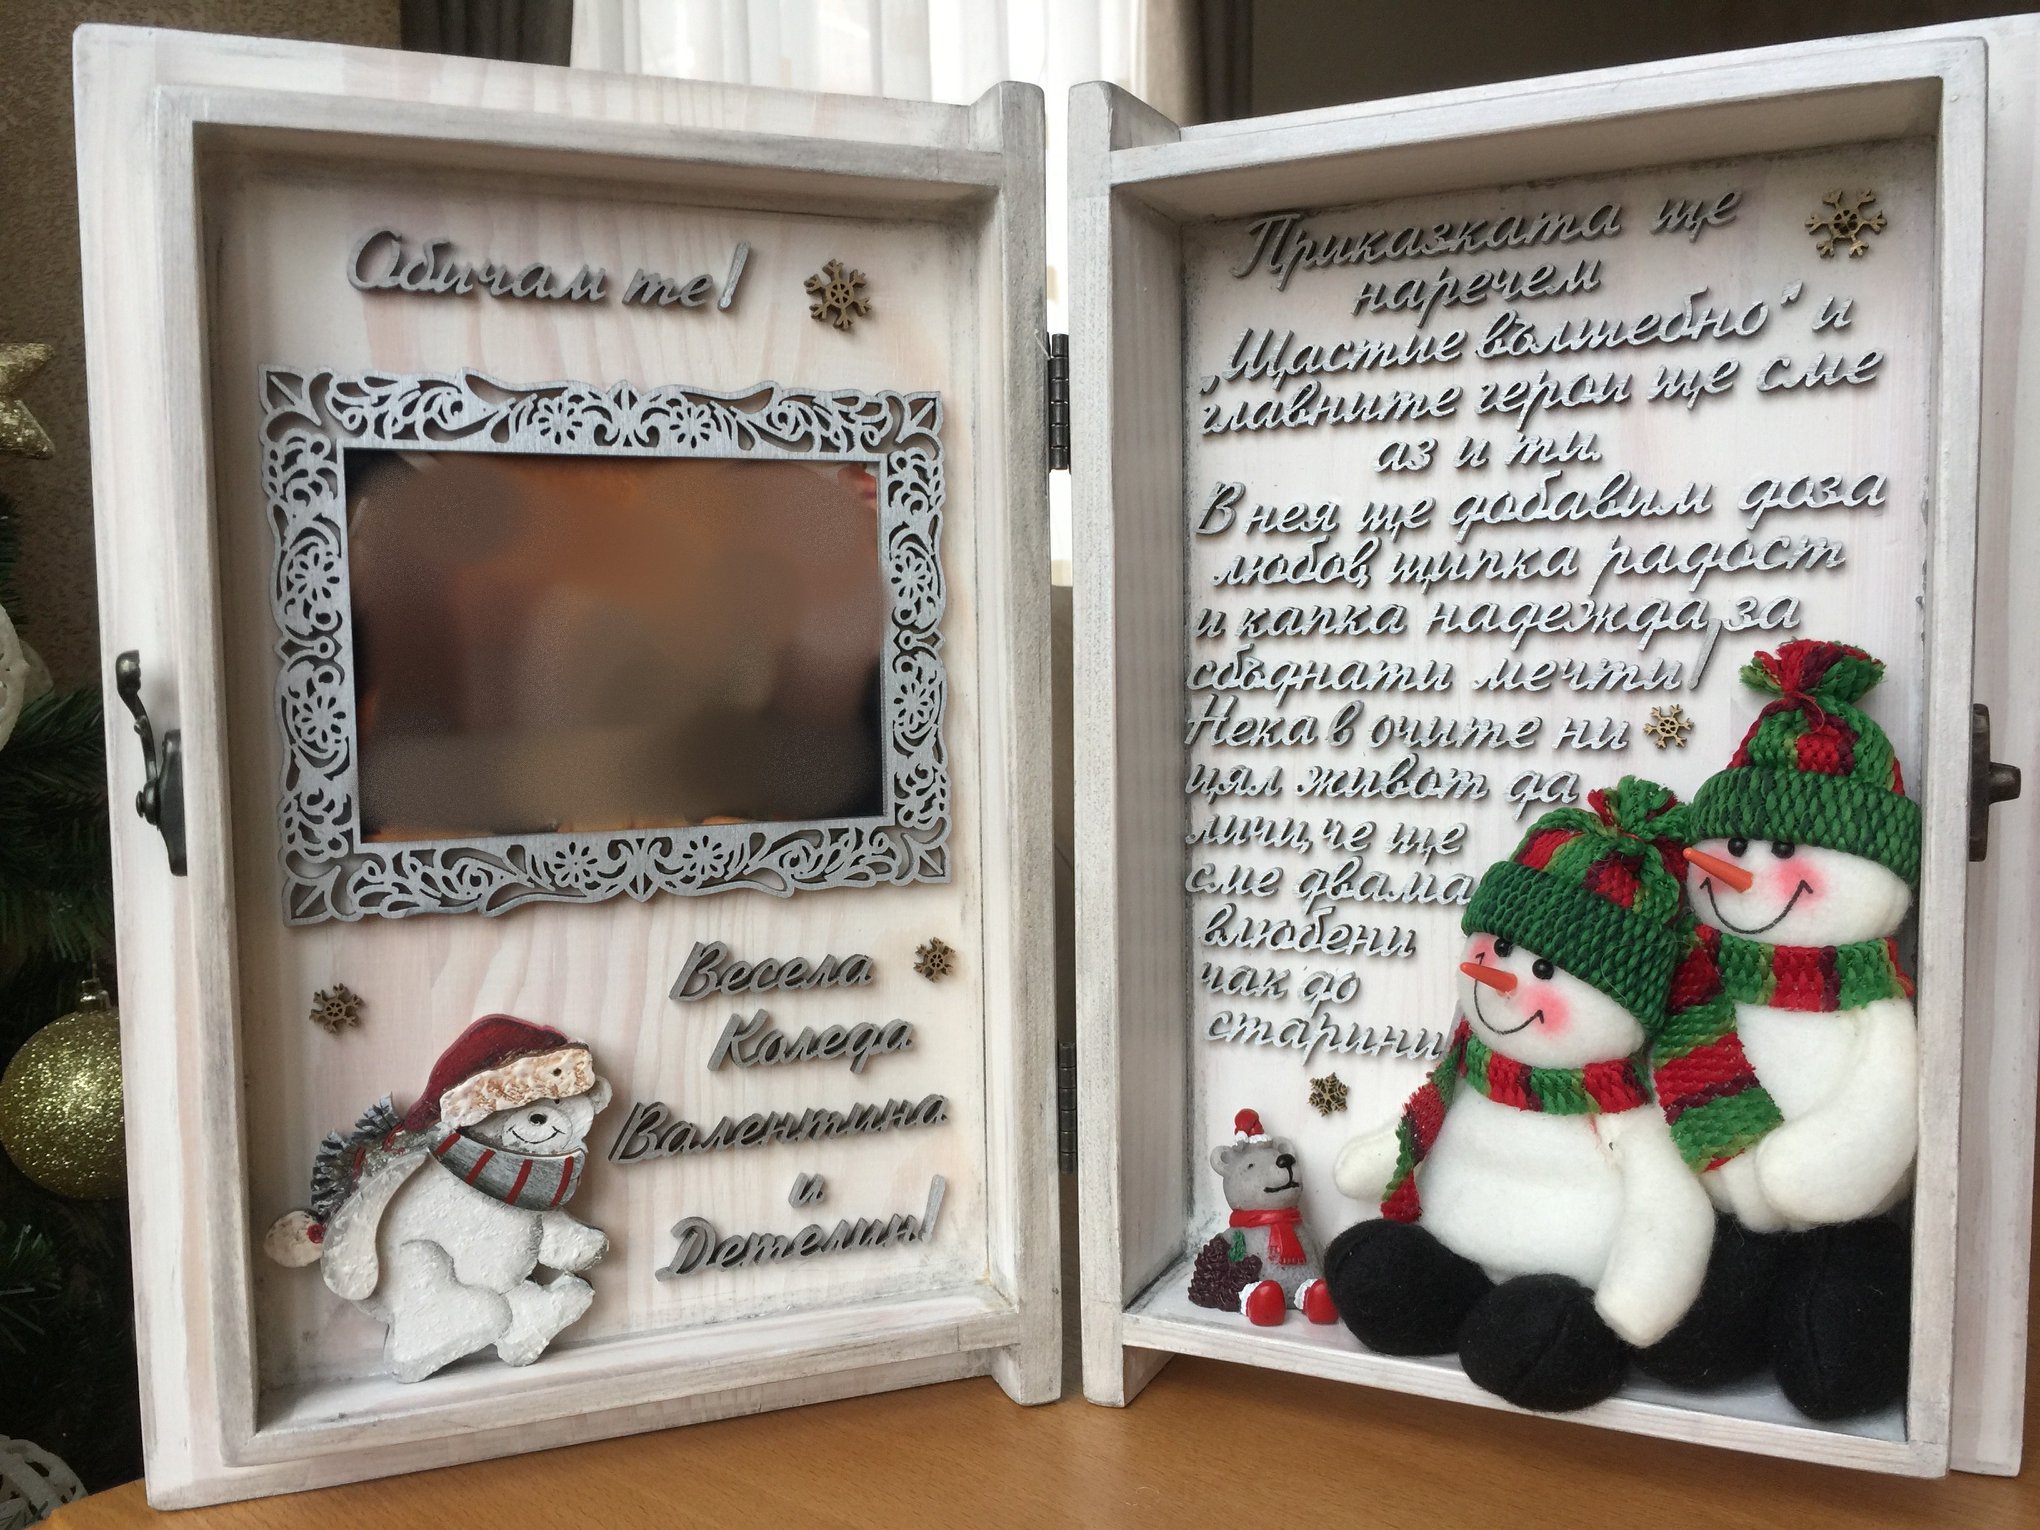 Обичам те!
Весела
Коледа
Валентина
и
Детелин!
Приказката ще
наречем
„Щастие вълшебно“ и
главните герои ще сме
аз и ти.
В нея ще добавим доза
любов, щипка радост
и капка надежда, за
сбъднати мечти!
Нека в очите ни
цял живот да
личи, че ще
сме двама
влюбени
чак до
старини